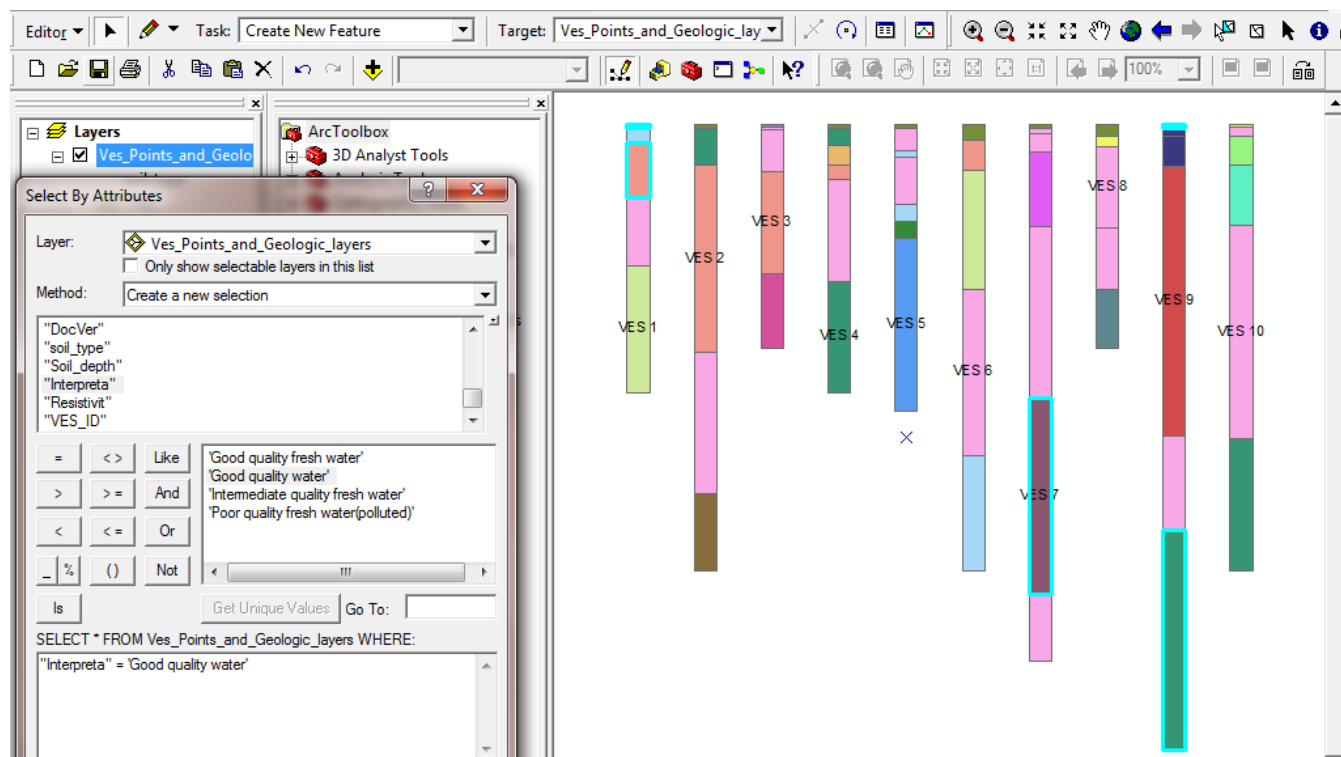 Editor Task: Create New Feature Target: Ves_Points_and_Geologic_lay
100%
1:1
Layers
Ves_Points_and_Geolo
ArcToolbox
3D Analyst Tools
Select By Attributes
Layer: Ves_Points_and_Geologic_layers
Only show selectable layers in this list
Method: Create a new selection
"DocVer"
"soil_type"
"Soil_depth"
"Interpreta"
"Resistivit"
"VES_ID"
= <> Like
> >= And
< <= Or
_ % () Not
Is
'Good quality fresh water'
'Good quality water'
'Intermediate quality fresh water'
'Poor quality fresh water(polluted)'
Get Unique Values Go To:
SELECT * FROM Ves_Points_and_Geologic_layers WHERE:
"Interpreta" = 'Good quality water'
VES 1
VES 2
VES 3
VES 4
VES 5
VES 6
VES 7
VES 8
VES 9
VES 10